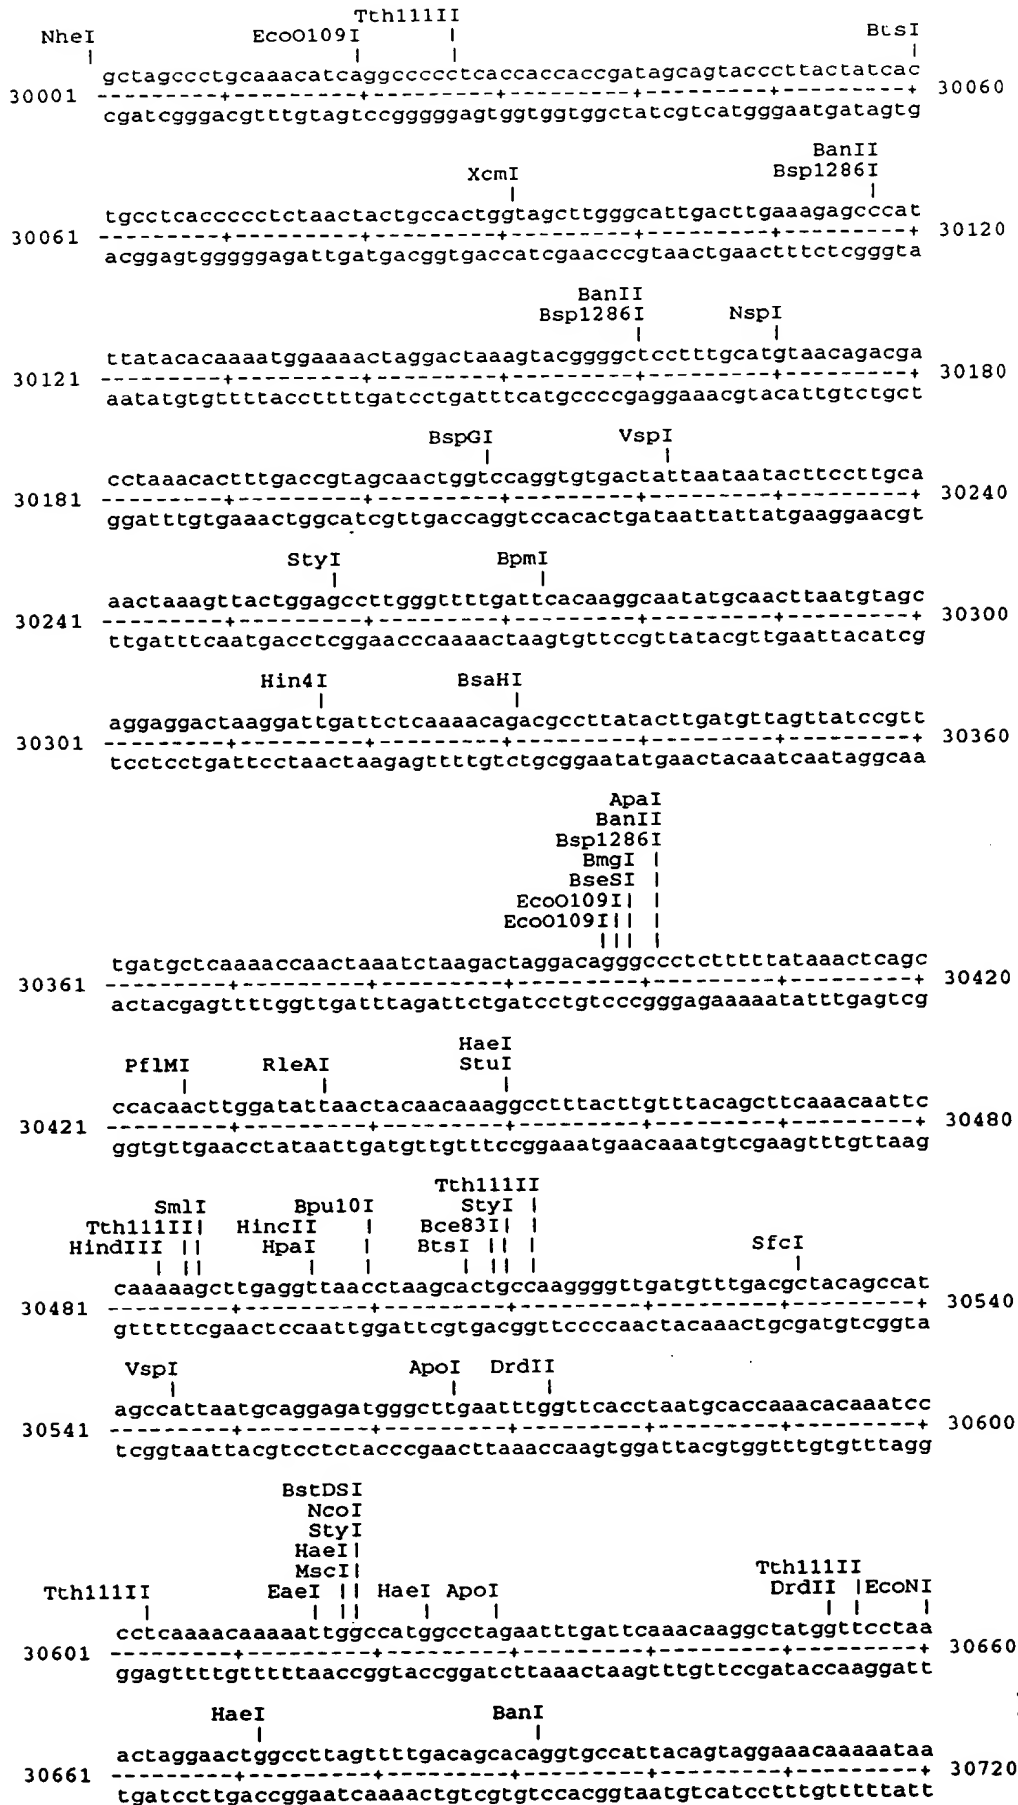 Tth111II
NheI EcoO109I | BtsI
| | | |
gctagccctgcaaacatcaggccccctcaccaccaccgatagcagtacccttactatcac
30001 ---------+---------+---------+---------+---------+---------+ 30060
cgatcgggacgtttgtagtccgggggagtggtggtggctatcgtcatgggaatgatagtg
BanII
XcmI Bsp1286I
| |
tgcctcaccccctctaactactgccactggtagcttgggcattgacttgaaagagcccat
30061 ---------+---------+---------+---------+---------+---------+ 30120
acggagtgggggagattgatgacggtgaccatcgaacccgtaactgaactttctcgggta
BanII
Bsp1286I NspI
| |
ttatacacaaaatggaaaactaggactaaagtacggggctcctttgcatgtaacagacga
30121 ---------+---------+---------+---------+---------+---------+ 30180
aatatgtgttttaccttttgatcctgatttcatgccccgaggaaacgtacattgtctgct
BspGI VspI
| |
cctaaacactttgaccgtagcaactggtccaggtgtgactattaataatacttccttgca
30181 ---------+---------+---------+---------+---------+---------+ 30240
ggatttgtgaaactggcatcgttgaccaggtccacactgataattattatgaaggaacgt
StyI BpmI
| |
aactaaagttactggagccttgggttttgattcacaaggcaatatgcaacttaatgtagc
30241 ---------+---------+---------+---------+---------+---------+ 30300
ttgatttcaatgacctcggaacccaaaactaagtgttccgttatacgttgaattacatcg
Hin4I BsaHI
| |
aggaggactaaggattgattctcaaaacagacgccttatacttgatgttagttatccgtt
30301 ---------+---------+---------+---------+---------+---------+ 30360
tcctcctgattcctaactaagagttttgtctgcggaatatgaactacaatcaataggcaa
ApaI
BanII
Bsp1286I
BmgI |
BseSI |
EcoO109I| |
EcoO109I|| |
||| |
tgatgctcaaaaccaactaaatctaagactaggacagggccctctttttataaactcagc
30361 ---------+---------+---------+---------+---------+---------+ 30420
actacgagttttggttgatttagattctgatcctgtcccgggagaaaaatatttgagtcg
HaeI
PflMI RleAI StuI
| | |
ccacaacttggatattaactacaacaaaggcctttacttgtttacagcttcaaacaattc
30421 ---------+---------+---------+---------+---------+---------+ 30480
ggtgttgaacctataattgatgttgtttccggaaatgaacaaatgtcgaagtttgttaag
Tth111II
SmlI Bpu10I StyI |
Tth111II| HincII | Bce83I| |
HindIII || HpaI | BtsI || | SfcI
| || | | | || | |
caaaaagcttgaggttaacctaagcactgccaaggggttgatgtttgacgctacagccat
30481 ---------+---------+---------+---------+---------+---------+ 30540
gtttttcgaactccaattggattcgtgacggttccccaactacaaactgcgatgtcggta
VspI ApoI DrdII
| | |
agccattaatgcaggagatgggcttgaatttggttcacctaatgcaccaaacacaaatcc
30541 ---------+---------+---------+---------+---------+---------+ 30600
tcggtaattacgtcctctacccgaacttaaaccaagtggattacgtggtttgtgtttagg
BstDSI
NcoI
StyI
HaeI|
MscI|| Tth111II
Tth111II EaeI || HaeI ApoI DrdII |EcoNI
| | || | | | | |
cctcaaaacaaaaattggccatggcctagaatttgattcaaacaaggctatggttcctaa
30601 ---------+---------+---------+---------+---------+---------+ 30660
ggagttttgtttttaaccggtaccggatcttaaactaagtttgttccgataccaaggatt
HaeI BanI
| |
actaggaactggccttagttttgacagcacaggtgccattacagtaggaaacaaaaataa
30661 ---------+---------+---------+---------+---------+---------+ 30720
tgatccttgaccggaatcaaaactgtcgtgtccacggtaatgtcatcctttgtttttatt